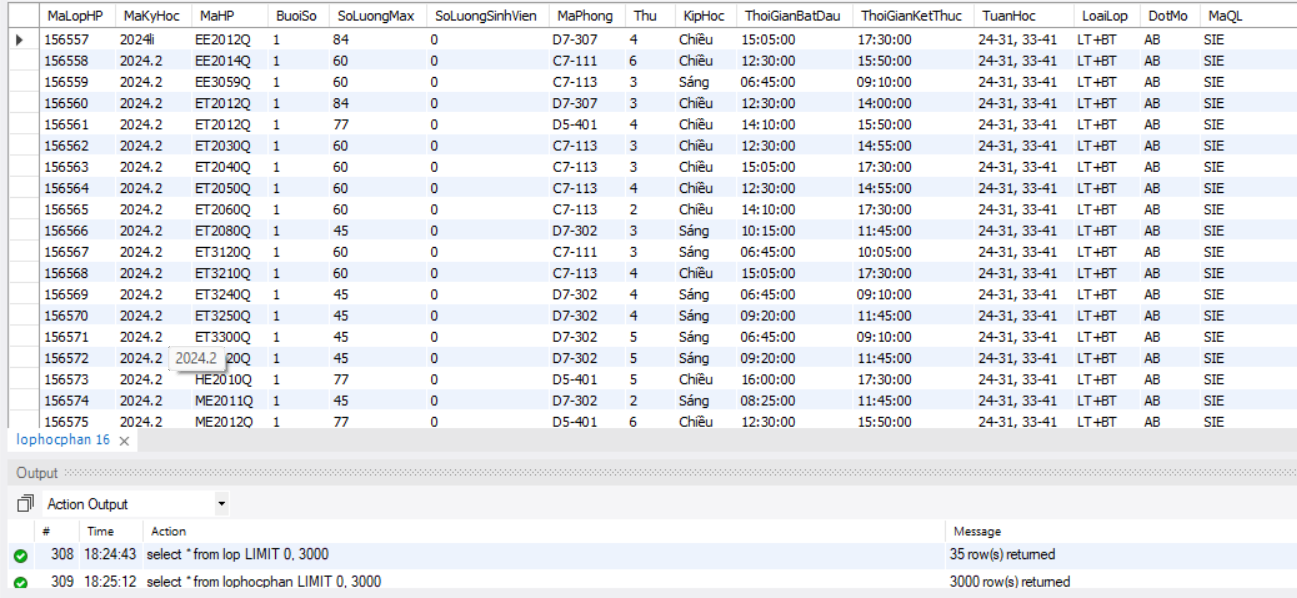 MaLopHP MaKyHoc MaHP BuoiSo SoLuongMax SoLuongSinhVien MaPhong Thu KipHoc ThoiGianBatDau ThoiGianKetThuc TuanHoc LoaiLop DotMo MaQL
156557 2024li EE2012Q 1 84 0 D7-307 4 Chiều 15:05:00 17:30:00 24-31, 33-41 LT+BT AB SIE
156558 2024.2 EE2014Q 1 60 0 C7-111 6 Chiều 12:30:00 15:50:00 24-31, 33-41 LT+BT AB SIE
156559 2024.2 EE3059Q 1 60 0 C7-113 3 Sáng 06:45:00 09:10:00 24-31, 33-41 LT+BT AB SIE
156560 2024.2 ET2012Q 1 84 0 D7-307 3 Chiều 12:30:00 14:00:00 24-31, 33-41 LT+BT AB SIE
156561 2024.2 ET2012Q 1 77 0 D5-401 4 Chiều 14:10:00 15:50:00 24-31, 33-41 LT+BT AB SIE
156562 2024.2 ET2030Q 1 60 0 C7-113 3 Chiều 12:30:00 14:55:00 24-31, 33-41 LT+BT AB SIE
156563 2024.2 ET2040Q 1 60 0 C7-113 3 Chiều 15:05:00 17:30:00 24-31, 33-41 LT+BT AB SIE
156564 2024.2 ET2050Q 1 60 0 C7-113 4 Chiều 12:30:00 14:55:00 24-31, 33-41 LT+BT AB SIE
156565 2024.2 ET2060Q 1 60 0 C7-113 2 Chiều 14:10:00 17:30:00 24-31, 33-41 LT+BT AB SIE
156566 2024.2 ET2080Q 1 45 0 D7-302 3 Sáng 10:15:00 11:45:00 24-31, 33-41 LT+BT AB SIE
156567 2024.2 ET3120Q 1 60 0 C7-111 3 Sáng 06:45:00 10:05:00 24-31, 33-41 LT+BT AB SIE
156568 2024.2 ET3210Q 1 60 0 C7-113 4 Chiều 15:05:00 17:30:00 24-31, 33-41 LT+BT AB SIE
156569 2024.2 ET3240Q 1 45 0 D7-302 4 Sáng 06:45:00 09:10:00 24-31, 33-41 LT+BT AB SIE
156570 2024.2 ET3250Q 1 45 0 D7-302 4 Sáng 09:20:00 11:45:00 24-31, 33-41 LT+BT AB SIE
156571 2024.2 ET3300Q 1 45 0 D7-302 5 Sáng 06:45:00 09:10:00 24-31, 33-41 LT+BT AB SIE
156572 2024.2 2024.2 20Q 1 45 0 D7-302 5 Sáng 09:20:00 11:45:00 24-31, 33-41 LT+BT AB SIE
156573 2024.2 HE2010Q 1 77 0 D5-401 5 Chiều 16:00:00 17:30:00 24-31, 33-41 LT+BT AB SIE
156574 2024.2 ME2011Q 1 45 0 D7-302 2 Sáng 08:25:00 11:45:00 24-31, 33-41 LT+BT AB SIE
156575 2024.2 ME2012Q 1 77 0 D5-401 6 Chiều 12:30:00 15:50:00 24-31, 33-41 LT+BT AB SIE
lophocphan 16
Output
Action Output
# Time Action Message
308 18:24:43 select * from lop LIMIT 0, 3000 35 row(s) returned
309 18:25:12 select * from lophocphan LIMIT 0, 3000 3000 row(s) returned